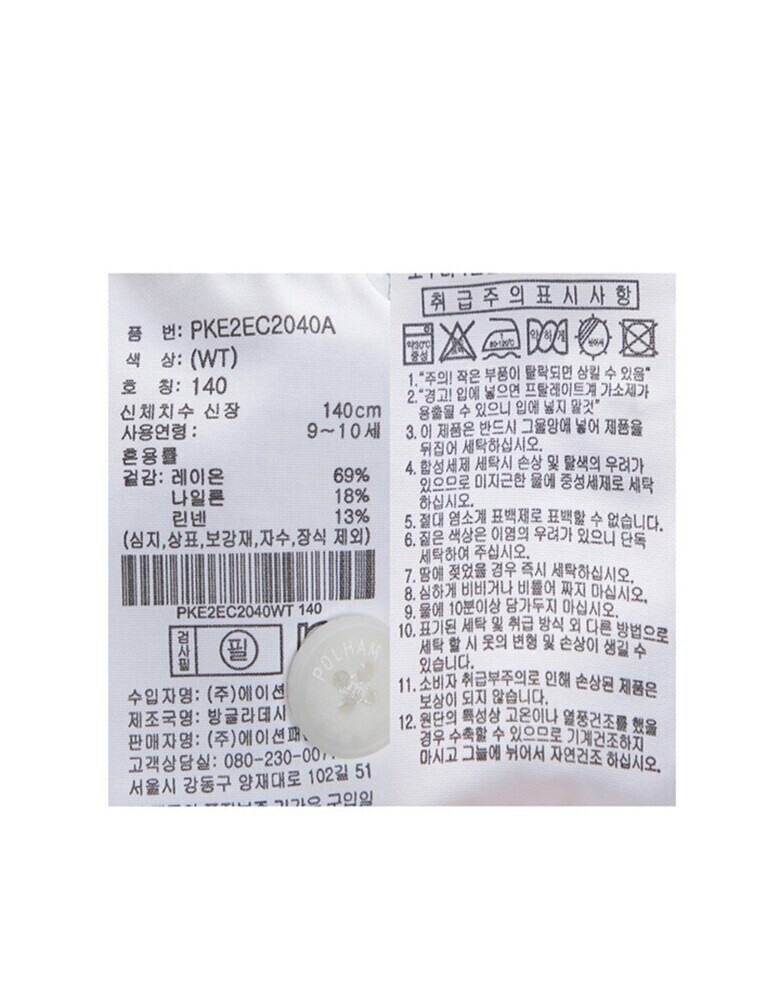 품 번: PKE2EC2040A
색 상: (WT)
호 칭: 140
신체치수 신장 140cm
사용연령: 9~10세
혼용률
겉감: 레이온 69%
나일론 18%
린넨 13%
(심지,상표,보강재,자수,장식 제외)
PKE2EC2040WT 140
검사필 필
POLHAM
수입자명: (주)에이션
제조국명: 방글라데시
판매자명: (주)에이션패
고객상담실: 080-230-007
서울시 강동구 양재대로 102길 51
취급주의표시사항
약30℃
중성
80-120℃
약하게
1. "주의! 작은 부품이 탈락되면 삼킬 수 있음"
2. "경고! 입에 넣으면 프탈레이트계 가소제가
용출될 수 있으니 입에 넣지 말것"
3. 이 제품은 반드시 그물망에 넣어 제품을
뒤집어 세탁하십시오.
4. 합성세제 세탁시 손상 및 탈색의 우려가
있으므로 미지근한 물에 중성세제로 세탁
하십시오.
5. 절대 염소계 표백제로 표백할 수 없습니다.
6. 짙은 색상은 이염의 우려가 있으니 단독
세탁하여 주십시오.
7. 땀에 젖었을 경우 즉시 세탁하십시오.
8. 심하게 비비거나 비틀어 짜지 마십시오.
9. 물에 10분이상 담가두지 마십시오.
10. 표기된 세탁 및 취급 방식 외 다른 방법으로
세탁 할 시 옷의 변형 및 손상이 생길 수
있습니다.
11. 소비자 취급부주의로 인해 손상된 제품은
보상이 되지 않습니다.
12. 원단의 특성상 고온이나 열풍건조를 했을
경우 수축할 수 있으므로 기계건조하지
마시고 그늘에 뉘어서 자연건조 하십시오.